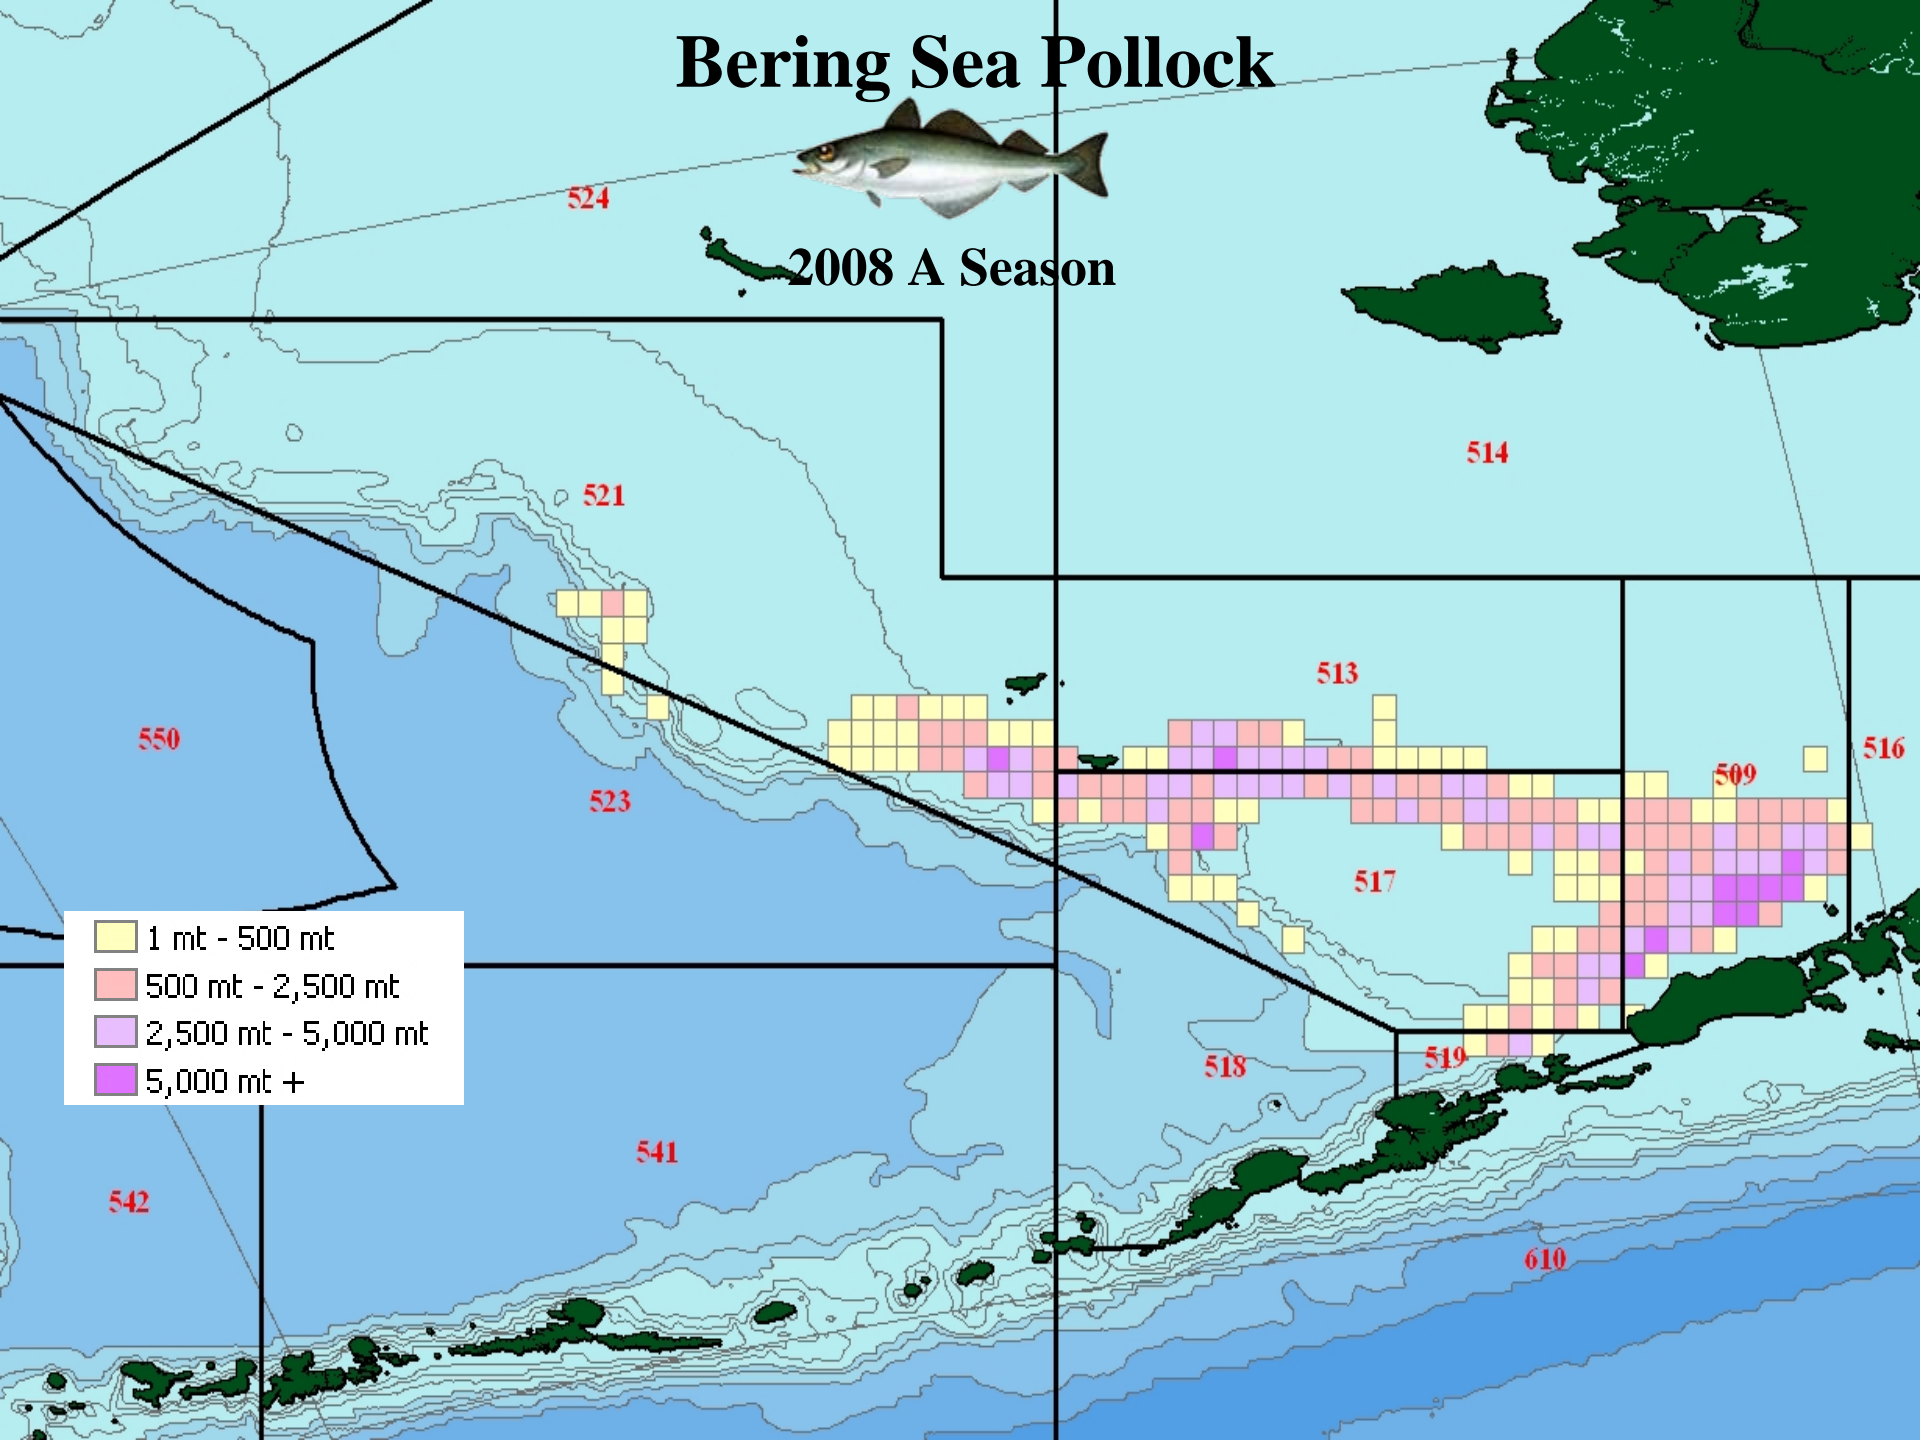 Bering Sea Pollock
524
2008 A Season
514
521
513
550
516
509
523
517
1 mt - 500 mt
500 mt - 2,500 mt
2,500 mt - 5,000 mt
5,000 mt +
519
518
541
542
610